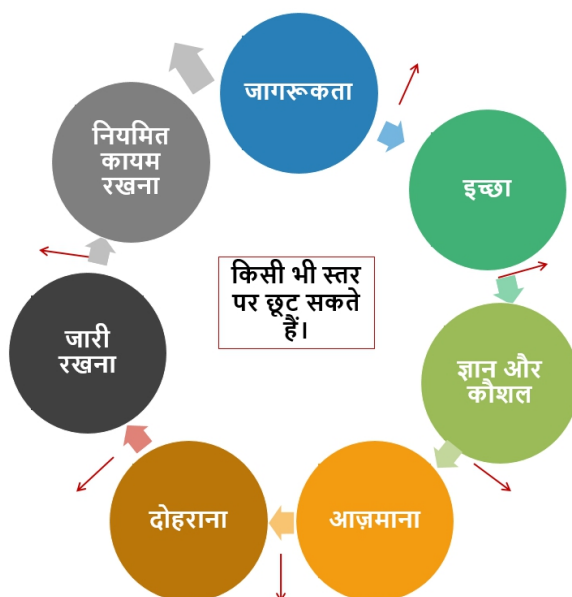 जागरूकता
इच्छा
ज्ञान और
कौशल
आज़माना
दोहराना
जारी
रखना
नियमित
कायम
रखना
किसी भी स्तर
पर छूट सकते
हैं।